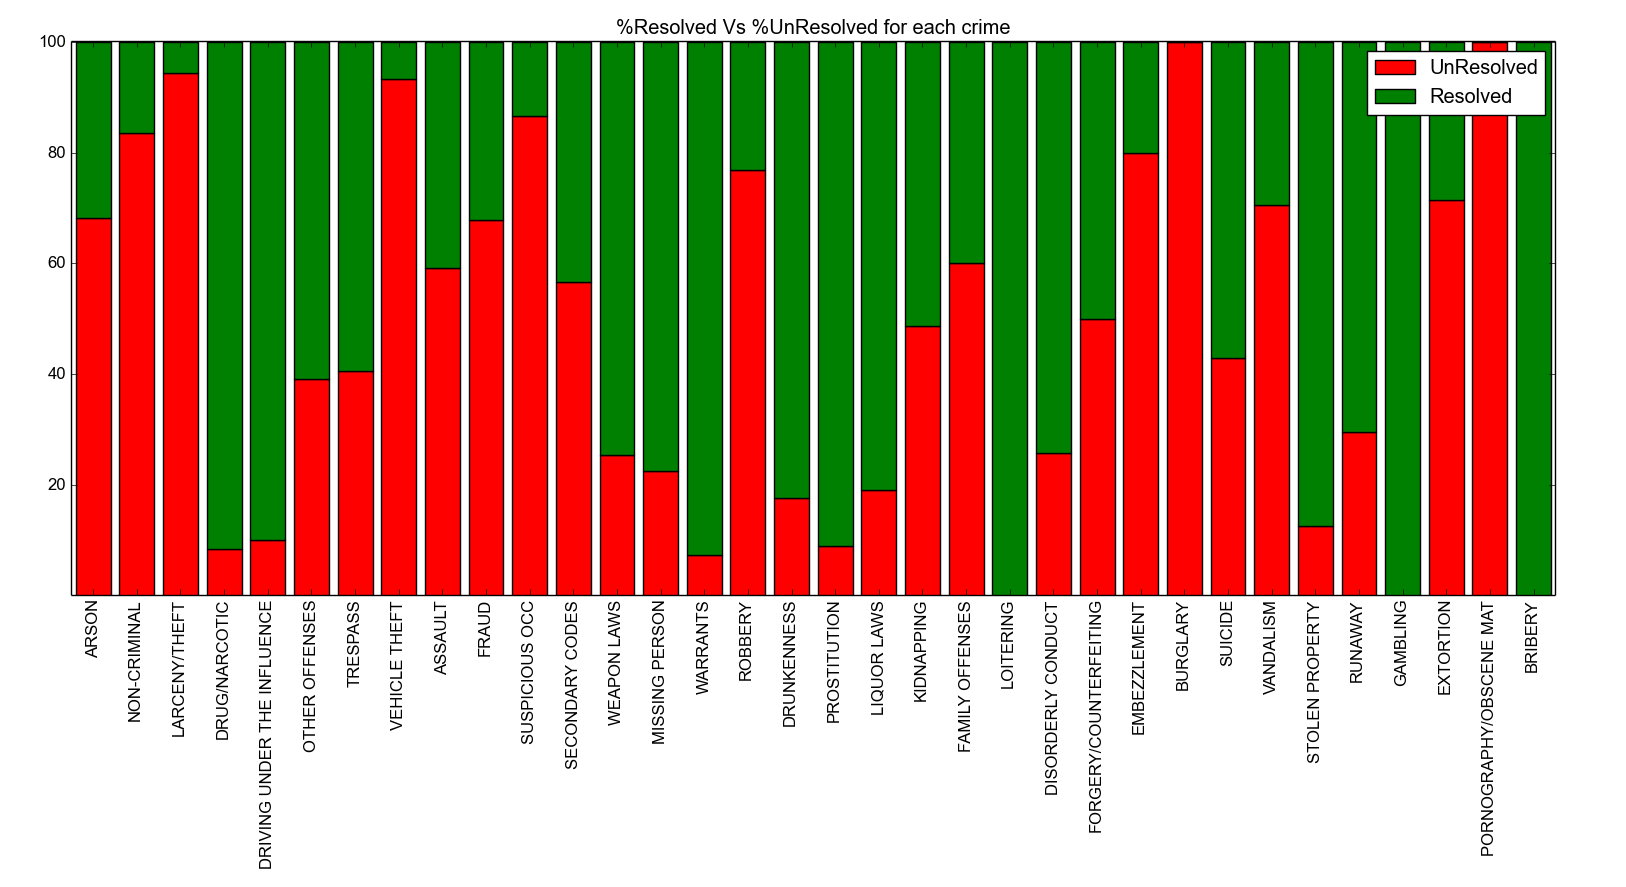 %Resolved Vs %UnResolved for each crime
100
80
60
40
20
UnResolved
Resolved
ARSON
NON-CRIMINAL
LARCENY/THEFT
DRUG/NARCOTIC
DRIVING UNDER THE INFLUENCE
OTHER OFFENSES
TRESPASS
VEHICLE THEFT
ASSAULT
FRAUD
SUSPICIOUS OCC
SECONDARY CODES
WEAPON LAWS
MISSING PERSON
WARRANTS
ROBBERY
DRUNKENNESS
PROSTITUTION
LIQUOR LAWS
KIDNAPPING
FAMILY OFFENSES
LOITERING
DISORDERLY CONDUCT
FORGERY/COUNTERFEITING
EMBEZZLEMENT
BURGLARY
SUICIDE
VANDALISM
STOLEN PROPERTY
RUNAWAY
GAMBLING
EXTORTION
PORNOGRAPHY/OBSCENE MAT
BRIBERY